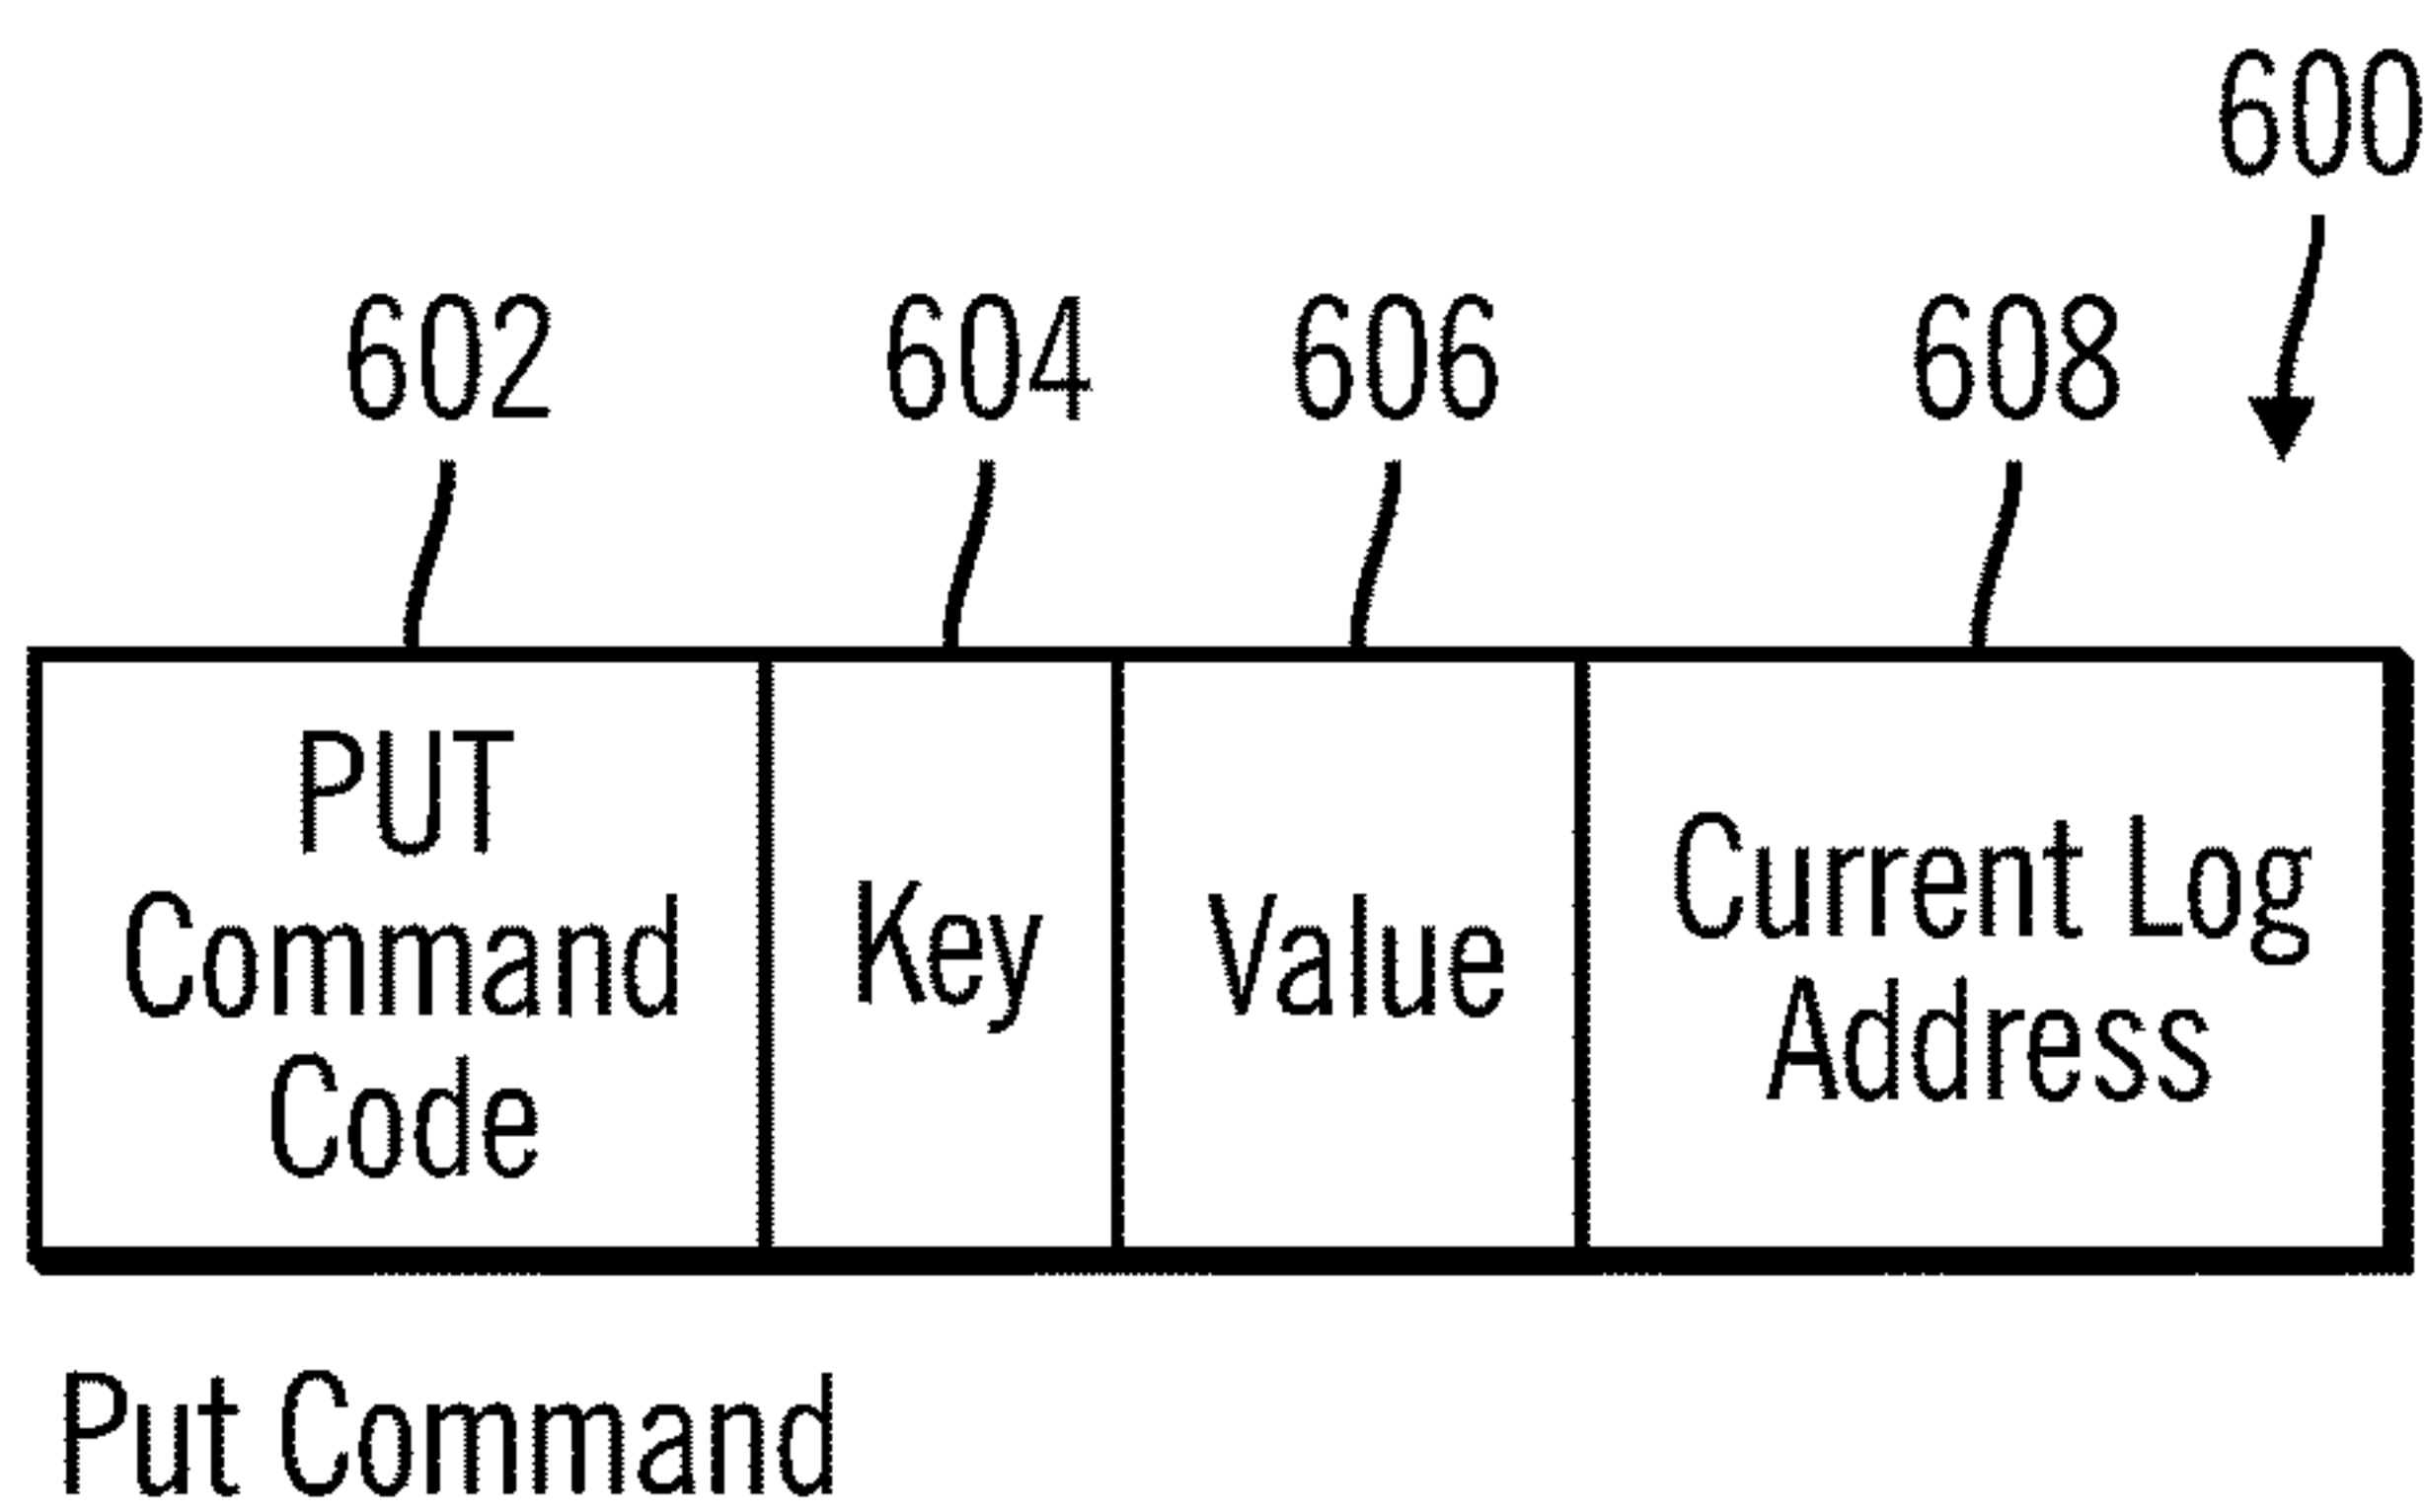 600
602 604 606 608
PUT
Command
Code
Key
Value
Current Log
Address
Put Command